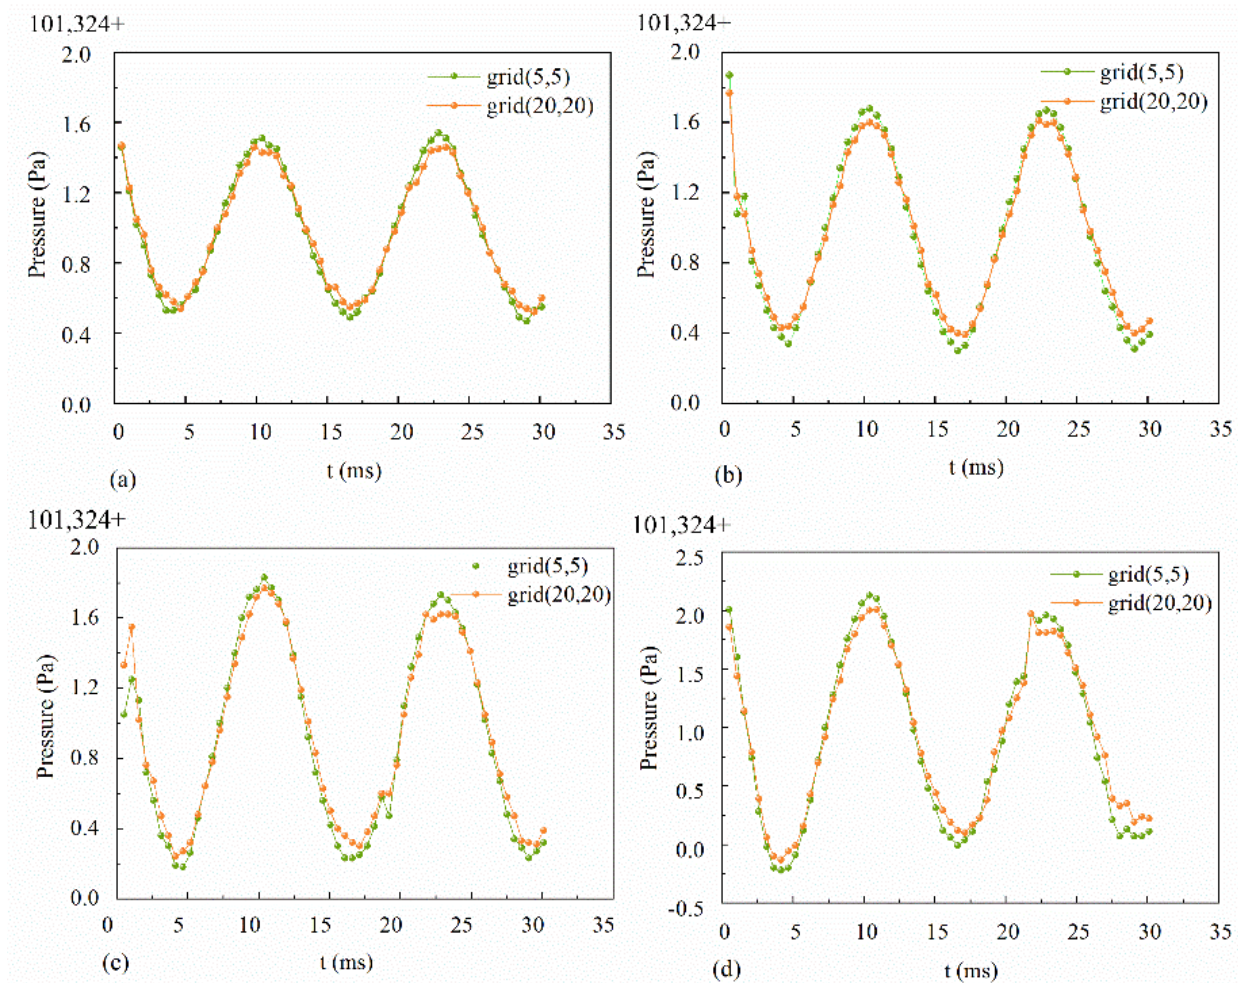 101,324+
2.0
1.6
1.2
0.8
0.4
0.0
Pressure (Pa)
grid(5,5)
grid(20,20)
0 5 10 15 20 25 30 35
t (ms)
(a)
101,324+
2.0
1.6
1.2
0.8
0.4
0.0
Pressure (Pa)
grid(5,5)
grid(20,20)
0 5 10 15 20 25 30 35
t (ms)
(b)
101,324+
2.0
1.6
1.2
0.8
0.4
0.0
Pressure (Pa)
grid(5,5)
grid(20,20)
0 5 10 15 20 25 30 35
t (ms)
(c)
101,324+
2.5
2.0
1.5
1.0
0.5
0.0
-0.5
Pressure (Pa)
grid(5,5)
grid(20,20)
0 5 10 15 20 25 30 35
t (ms)
(d)